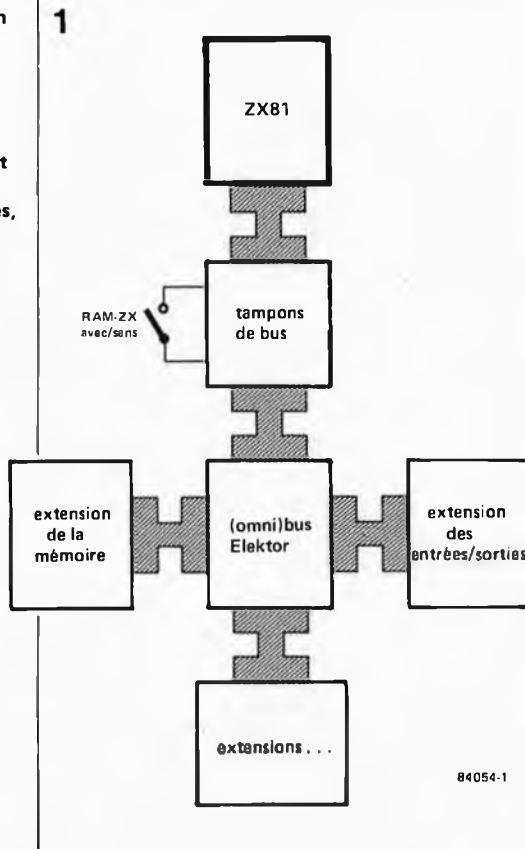 n
1
t
es,
ZX81
RAM-ZX
avec/sans
tampons
de bus
extension
de la
mémoire
(omni)bus
Elektor
extension
des
entrées/sorties
extensions...
84054-1